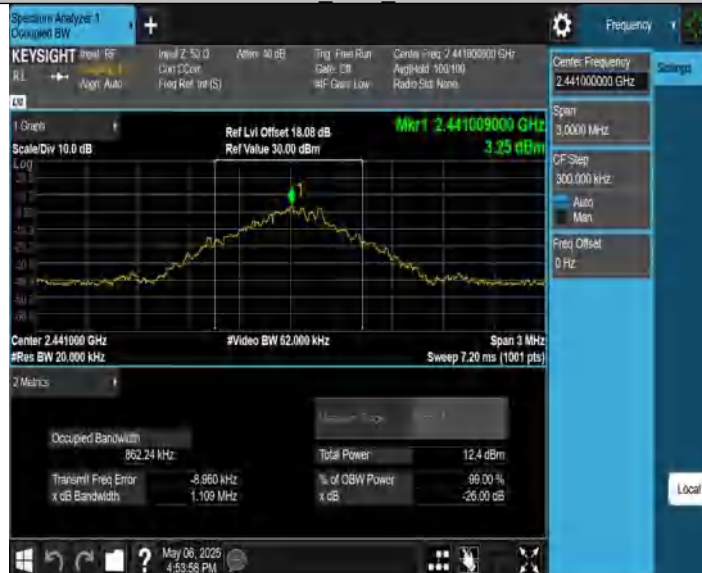 Spectrum Analyzer 1
Occupied BW
Frequency
KEYSIGHT
Input: RF
Input Z: 50 Ω
Atten: 40 dB
Trig: Free Run
Center Freq: 2.441000000 GHz
RL
Corr CCorr
Gate: Off
Avg|Hold: 100/100
Align: Auto
Freq Ref: Int (S)
#IF Gain: Low
Radio Std: None
Center Frequency
2.441000000 GHz
Settings
Span
3.0000 MHz
CF Step
300.000 kHz
Auto
Man
Freq Offset
0 Hz
Local
1 Graph
Scale/Div 10.0 dB
Ref Lvl Offset 18.08 dB
Ref Value 30.00 dBm
Mkr1 2.441009000 GHz
3.25 dBm
Log
1
Center 2.441000 GHz
#Video BW 62.000 kHz
Span 3 MHz
#Res BW 20.000 kHz
Sweep 7.20 ms (1001 pts)
2 Metrics
Occupied Bandwidth
862.24 kHz
Total Power
12.4 dBm
Transmit Freq Error
-8.960 kHz
% of OBW Power
99.00 %
x dB Bandwidth
1.109 MHz
x dB
-26.00 dB
?
May 06, 2025
4:53:58 PM